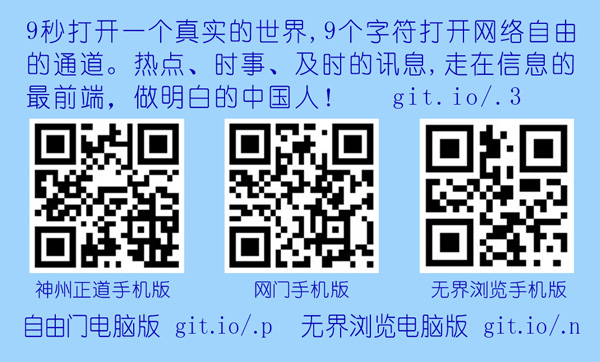 9秒打开一个真实的世界,9个字符打开网络自由
的通道。热点、时事、及时的讯息,走在信息的
最前端，做明白的中国人! git.io/.3
神州正道手机版 网门手机版 无界浏览手机版
自由门电脑版 git.io/.p 无界浏览电脑版 git.io/.n